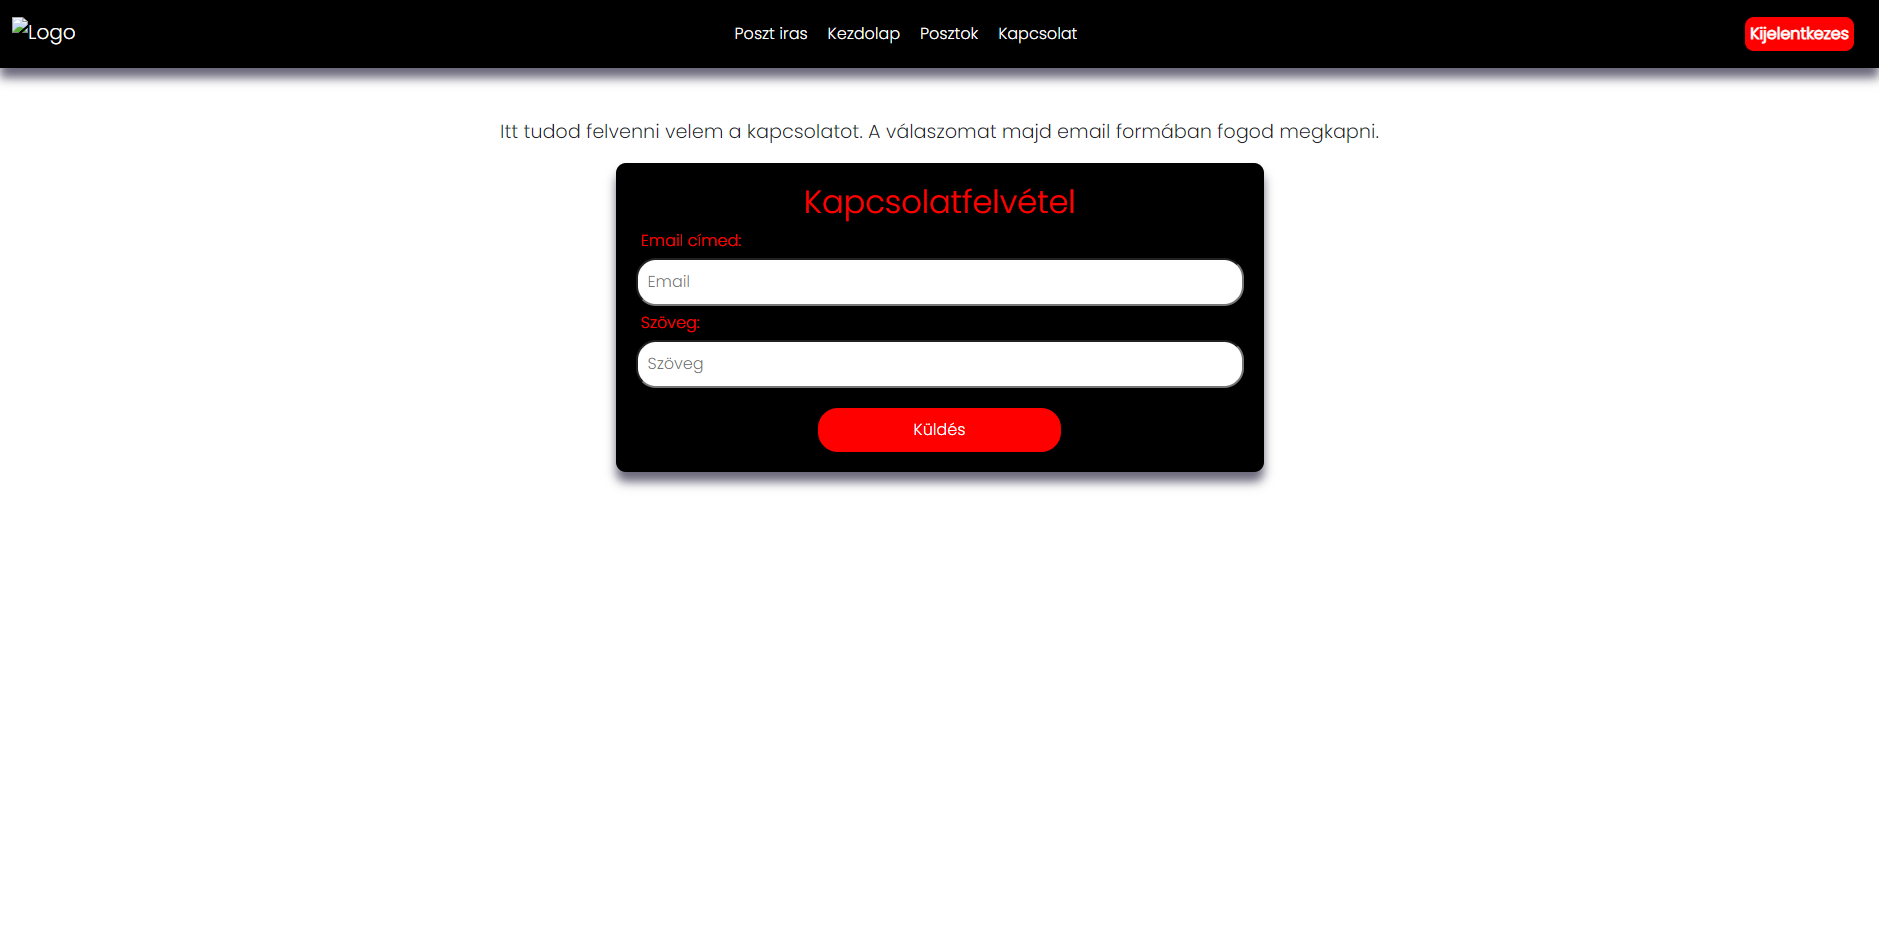 Logo
Poszt iras Kezdolap Posztok Kapcsolat
Kijelentkezes
Itt tudod felvenni velem a kapcsolatot. A válaszomat majd email formában fogod megkapni.
Kapcsolatfelvétel
Email címed:
Email
Szöveg:
Szöveg
Küldés